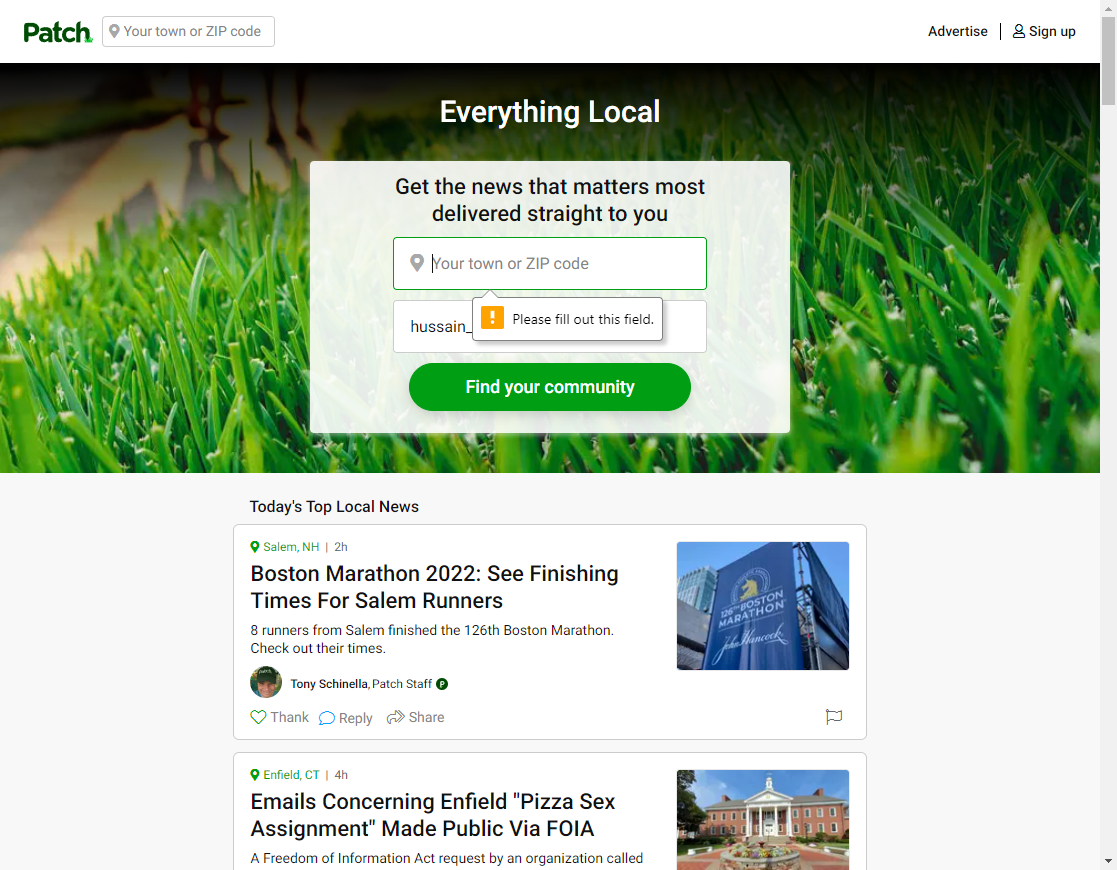 Patch
Your town or ZIP code
Advertise
Sign up
Everything Local
Get the news that matters most
delivered straight to you
Your town or ZIP code
hussain_
Please fill out this field.
Find your community
Today's Top Local News
Salem, NH | 2h
Boston Marathon 2022: See Finishing
Times For Salem Runners
8 runners from Salem finished the 126th Boston Marathon.
Check out their times.
Tony Schinella, Patch Staff P
Thank Reply Share
126TH BOSTON
MARATHON
John Hancock
Enfield, CT | 4h
Emails Concerning Enfield "Pizza Sex
Assignment" Made Public Via FOIA
A Freedom of Information Act request by an organization called